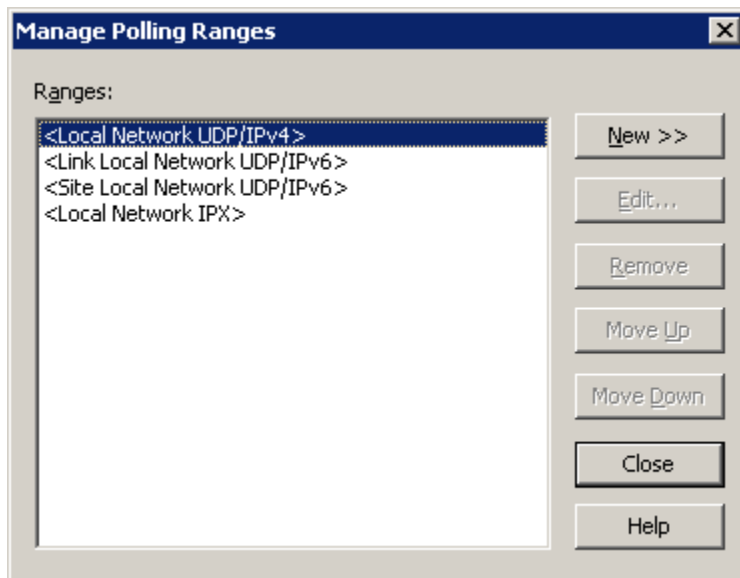 Manage Polling Ranges
Ranges:
<Local Network UDP/IPv4>
<Link Local Network UDP/IPv6>
<Site Local Network UDP/IPv6>
<Local Network IPX>
New >>
Edit...
Remove
Move Up
Move Down
Close
Help